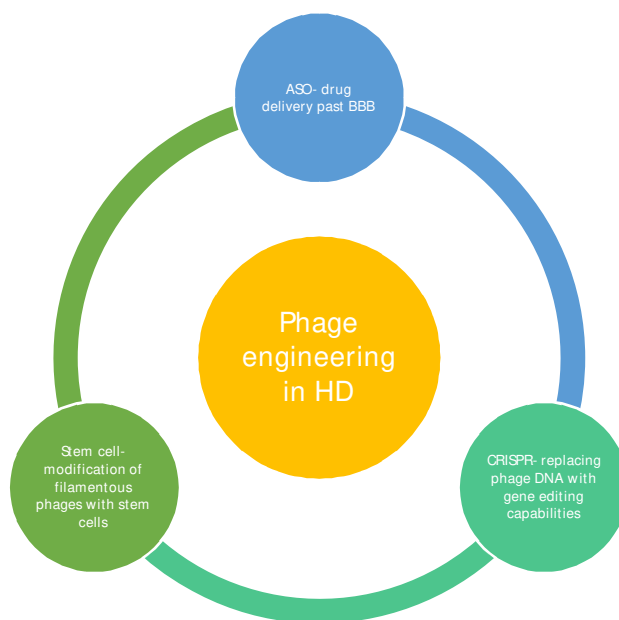 ASO- drug
delivery past BBB
Phage
engineering
in HD
Stem cell-
modification of
filamentous
phages with stem
cells
CRISPR- replacing
phage DNA with
gene editing
capabilities